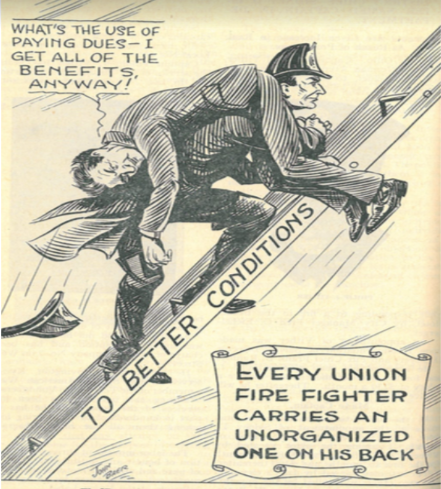 WHAT'S THE USE OF
PAYING DUES — I
GET ALL OF THE
BENEFITS,
ANYWAY!
TO BETTER CONDITIONS
EVERY UNION
FIRE FIGHTER
CARRIES AN
UNORGANIZED
ONE ON HIS BACK
JOHN